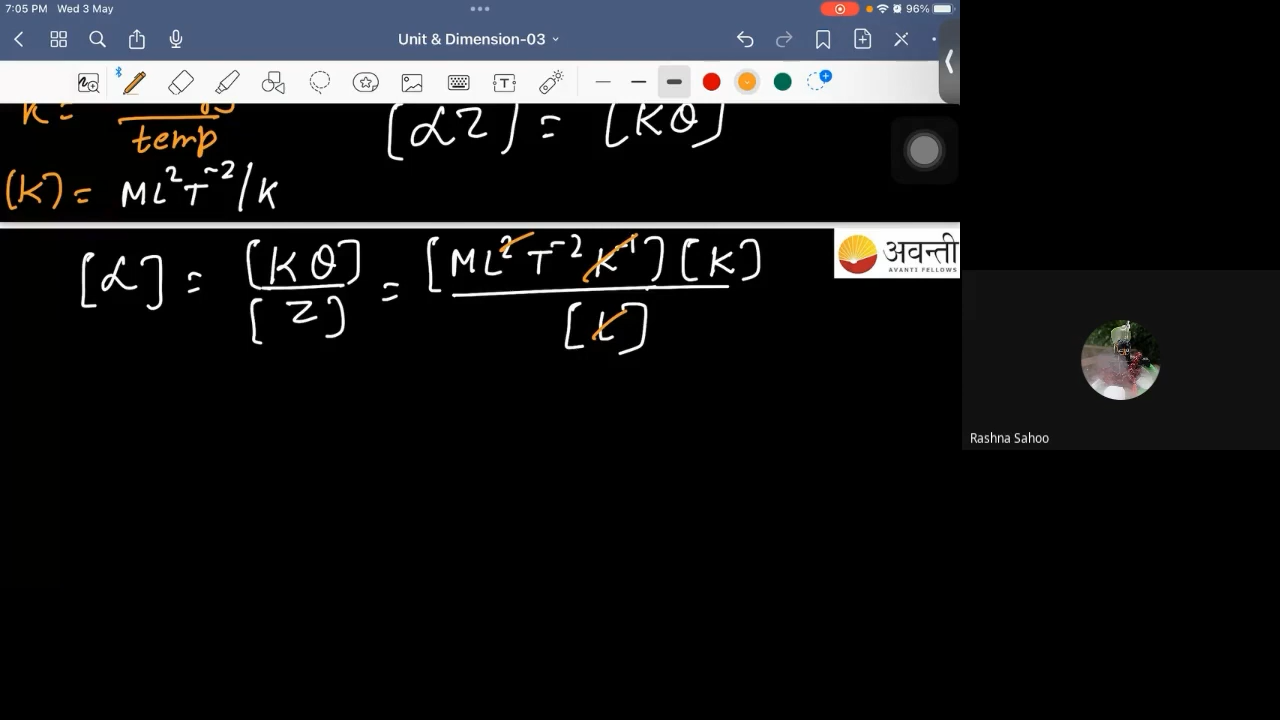 7:05 PM Wed 3 May
96%
Unit & Dimension-03
temp
[αZ] = [Kθ]
(K) = ML²T⁻²/K
[α] = [Kθ]/[Z] = [ML²T⁻²K⁻¹][K]/[L]
अवन्ती
AVANTI FELLOWS
Rashna Sahoo